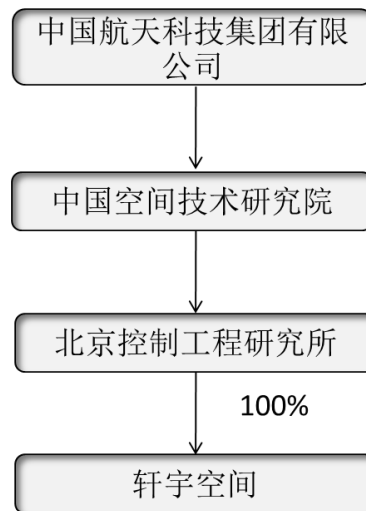 中国航天科技集团有限
公司
中国空间技术研究院
北京控制工程研究所
100%
轩宇空间